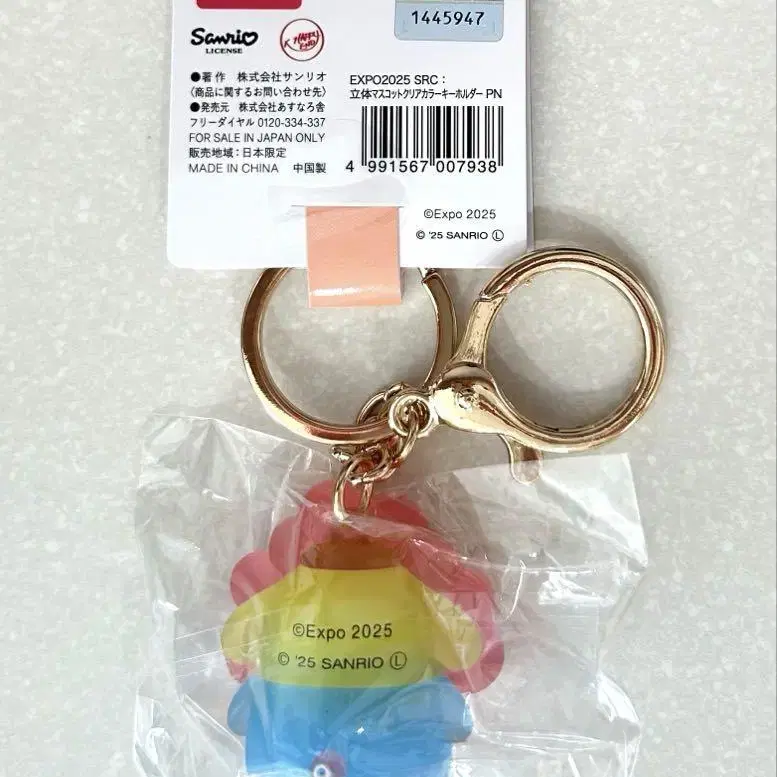 1445947
Sanrio
LICENSE
K HAPPY END
●著作 株式会社サンリオ
〈商品に関するお問い合わせ先〉
●発売元 株式会社あすなろ舎
フリーダイヤル 0120-334-337
FOR SALE IN JAPAN ONLY
販売地域：日本限定
MADE IN CHINA 中国製
EXPO2025 SRC：
立体マスコットクリアカラーキーホルダー PN
4 991567 007938
©Expo 2025
© '25 SANRIO Ⓛ
©Expo 2025
© '25 SANRIO Ⓛ